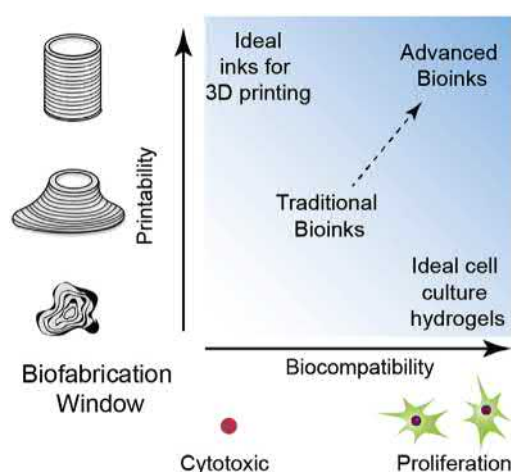 Ideal
inks for
3D printing
Advanced
Bioinks
Printability
Traditional
Bioinks
Ideal cell
culture
hydrogels
Biocompatibility
Biofabrication
Window
Cytotoxic
Proliferation